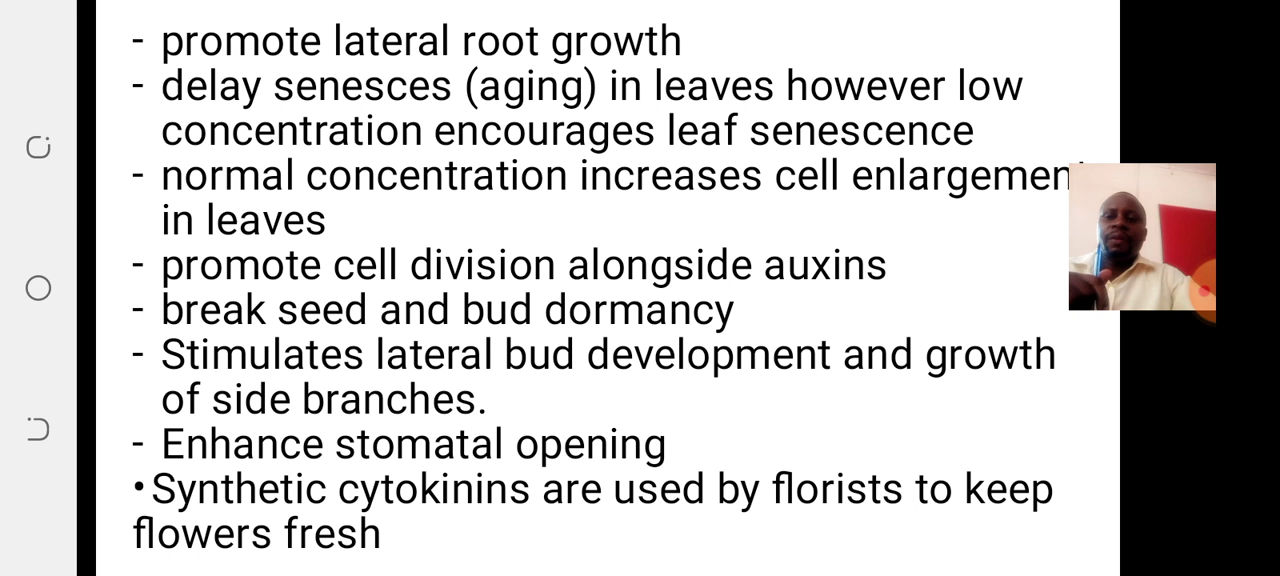 - promote lateral root growth
- delay senesces (aging) in leaves however low
concentration encourages leaf senescence
- normal concentration increases cell enlargement
in leaves
- promote cell division alongside auxins
- break seed and bud dormancy
- Stimulates lateral bud development and growth
of side branches.
- Enhance stomatal opening
•Synthetic cytokinins are used by florists to keep
flowers fresh